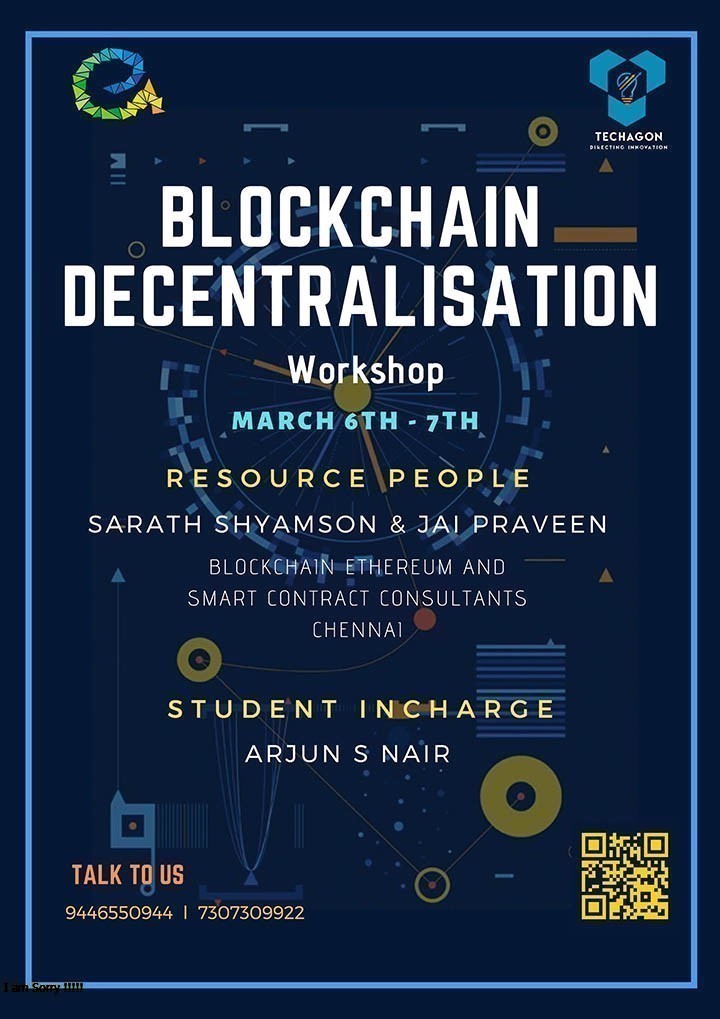 TECHAGON
DIRECTING INNOVATION
BLOCKCHAIN
DECENTRALISATION
Workshop
MARCH 6TH - 7TH
RESOURCE PEOPLE
SARATH SHYAMSON & JAI PRAVEEN
BLOCKCHAIN ETHEREUM AND
SMART CONTRACT CONSULTANTS
CHENNAI
STUDENT INCHARGE
ARJUN S NAIR
TALK TO US
9446550944 | 7307309922
I am Sorry !!!!!